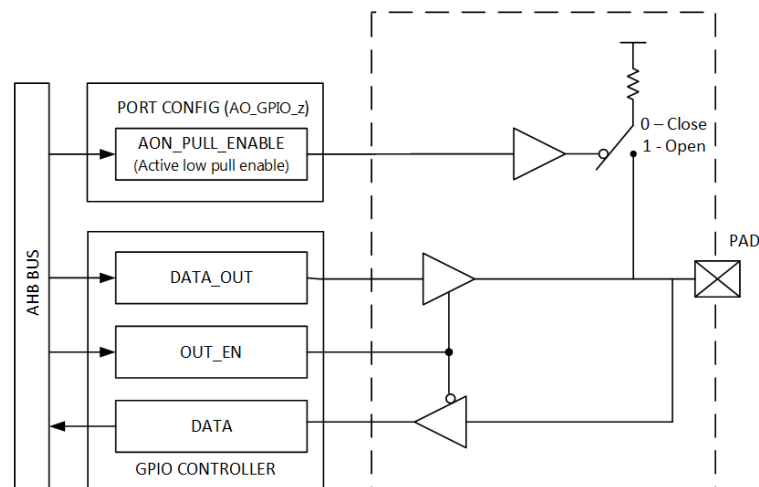 PORT CONFIG (AO_GPIO_z)
AON_PULL_ENABLE
(Active low pull enable)
0 – Close
1 - Open
AHB BUS
DATA_OUT
PAD
OUT_EN
DATA
GPIO CONTROLLER